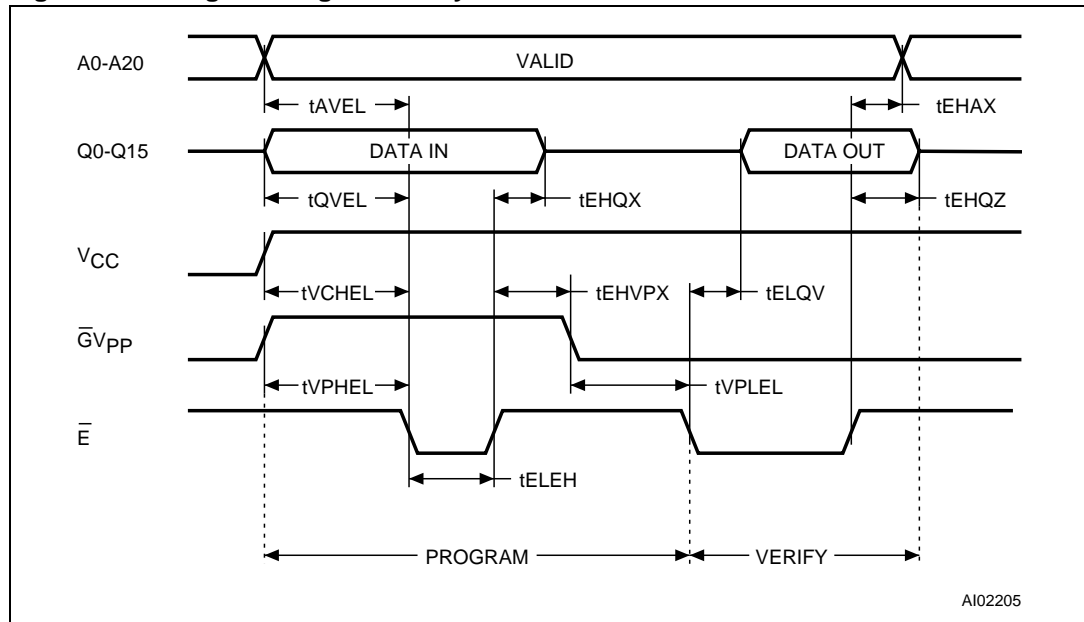 A0-A20
VALID
tAVEL
tEHAX
Q0-Q15
DATA IN
DATA OUT
tQVEL
tEHQX
tEHQZ
VCC
tVCHEL
tEHVPX
tELQV
G̅VPP
tVPHEL
tVPLEL
E̅
tELEH
PROGRAM
VERIFY
AI02205